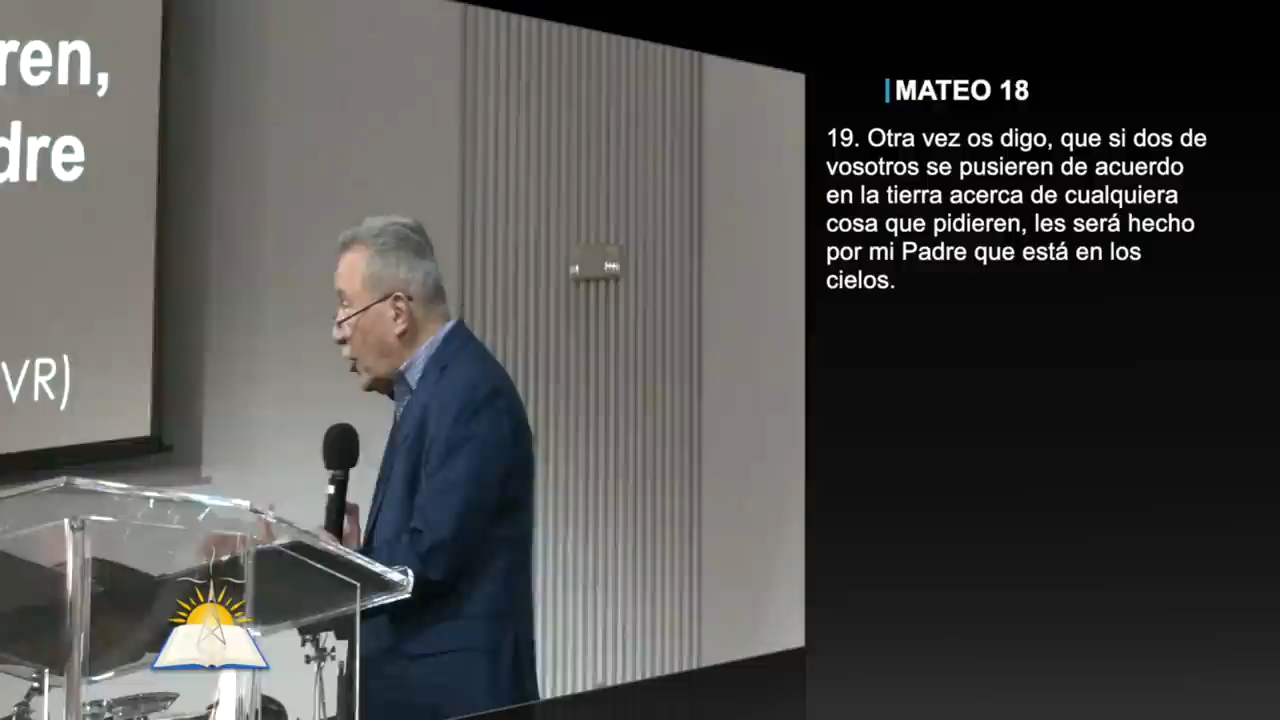 ren,
dre
VR)
MATEO 18
19. Otra vez os digo, que si dos de
vosotros se pusieren de acuerdo
en la tierra acerca de cualquiera
cosa que pidieren, les será hecho
por mi Padre que está en los
cielos.